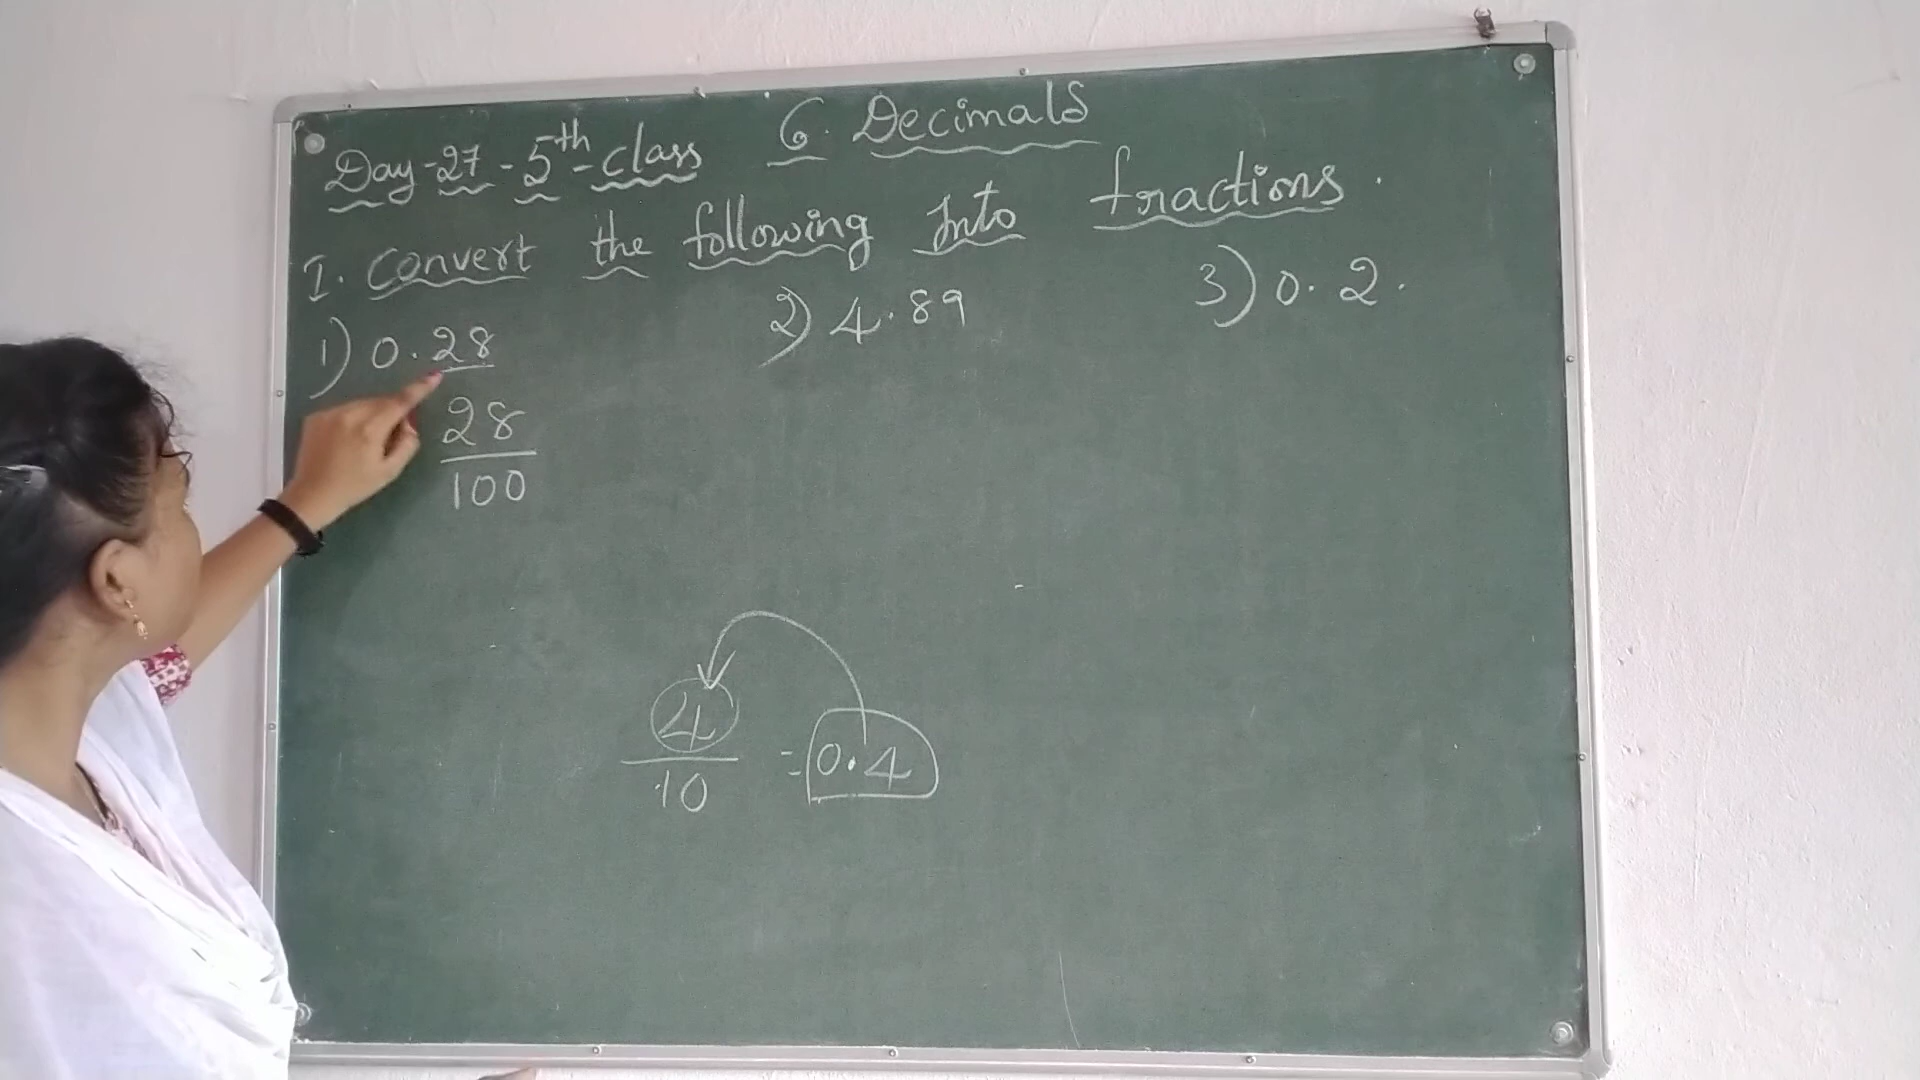 Day-27-5th-class 6. Decimals
I. Convert the following Into fractions.
1) 0.28 2) 4.89 3) 0.2.
28
100
4
10 = 0.4